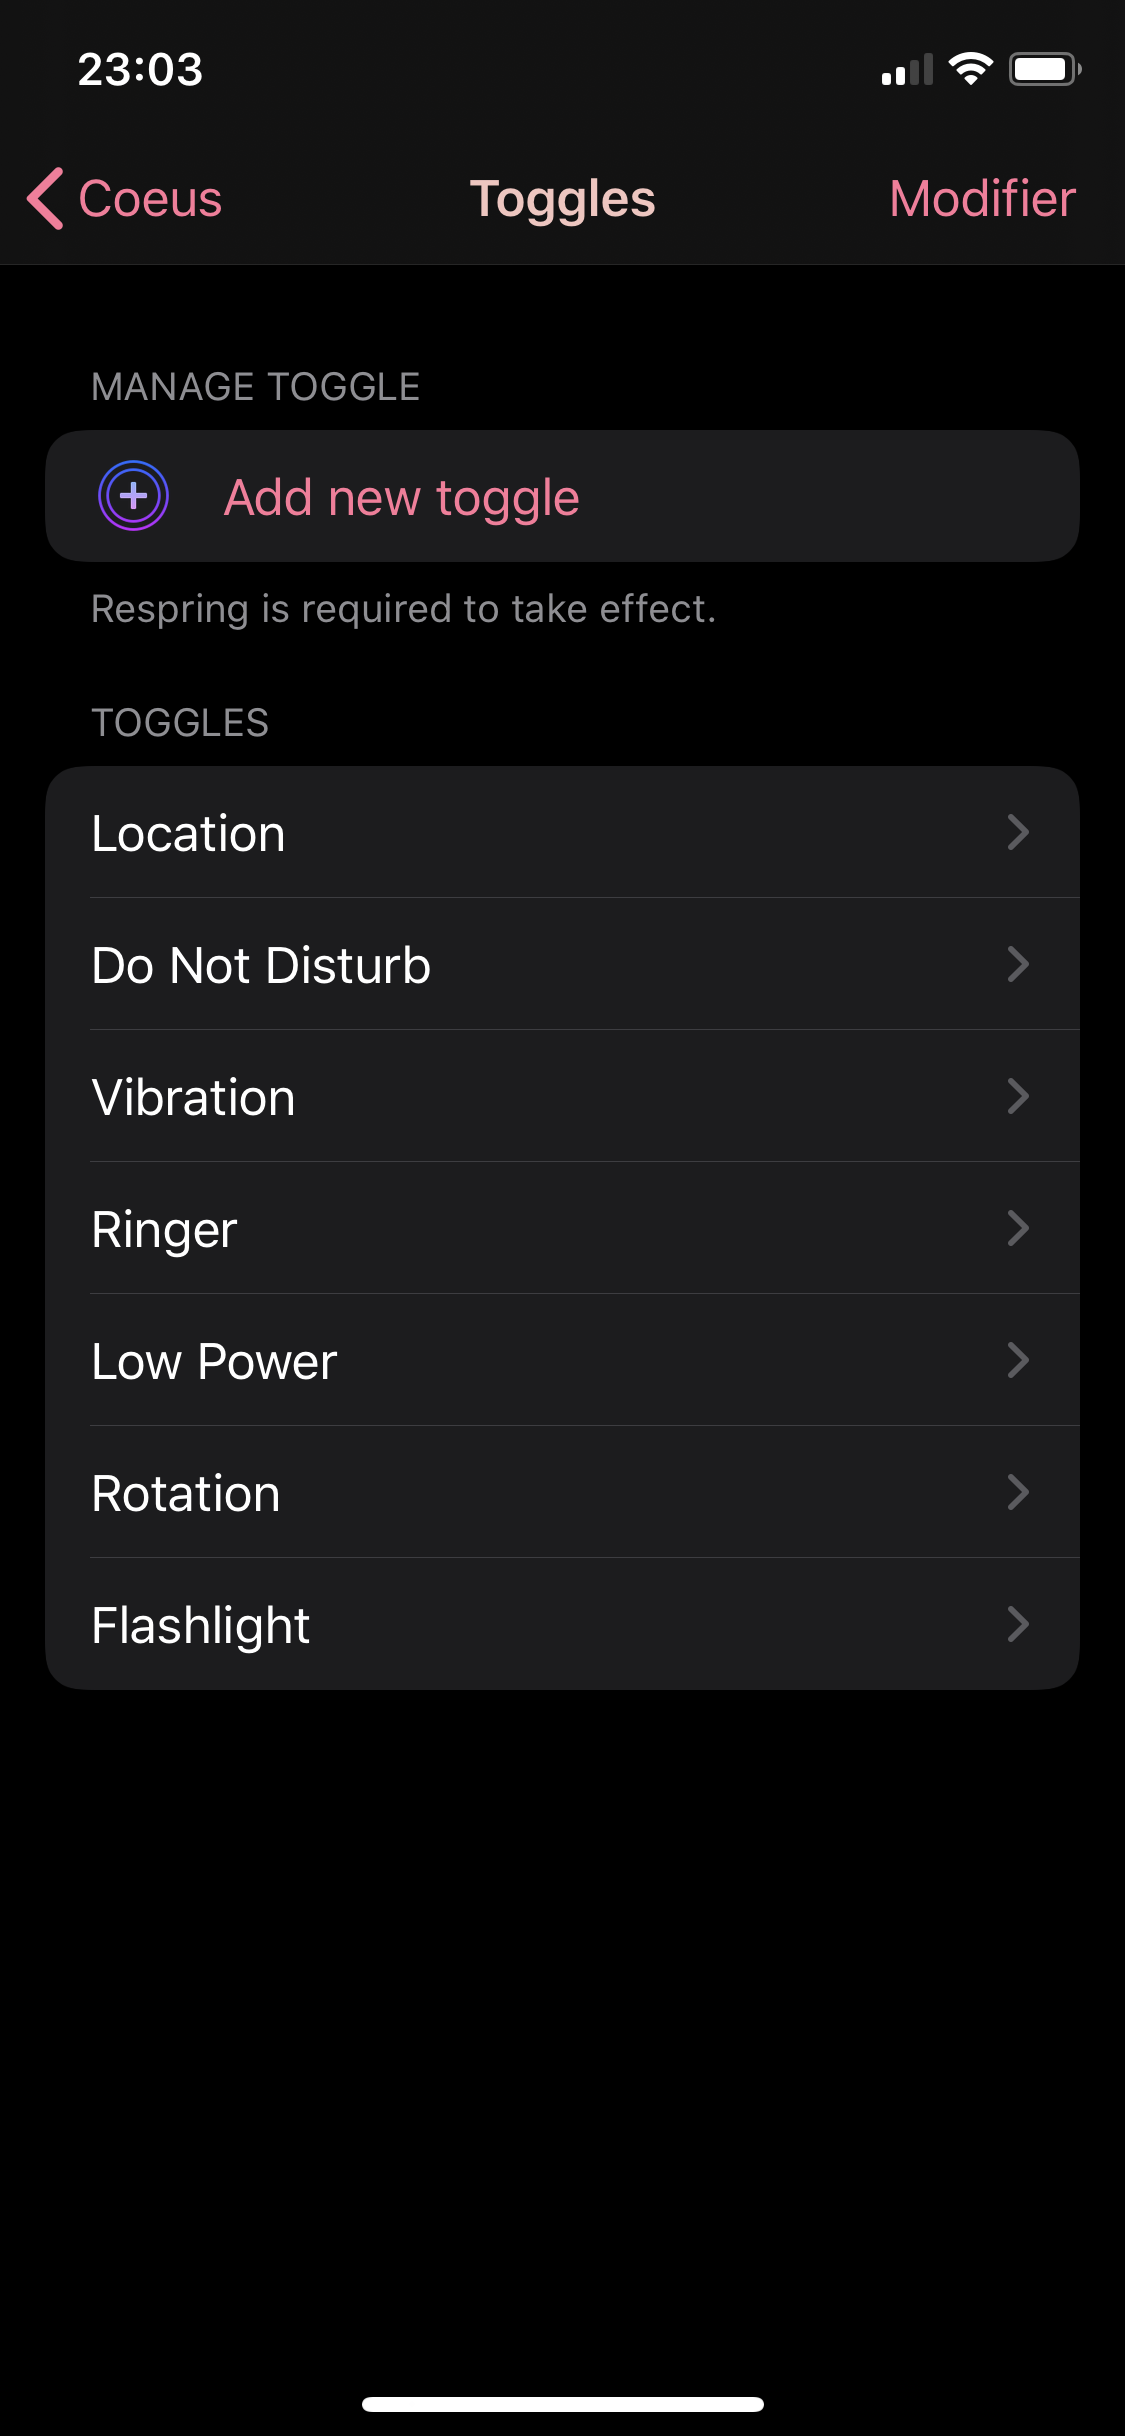 23:03
Coeus
Toggles
Modifier
MANAGE TOGGLE
Add new toggle
Respring is required to take effect.
TOGGLES
Location
Do Not Disturb
Vibration
Ringer
Low Power
Rotation
Flashlight